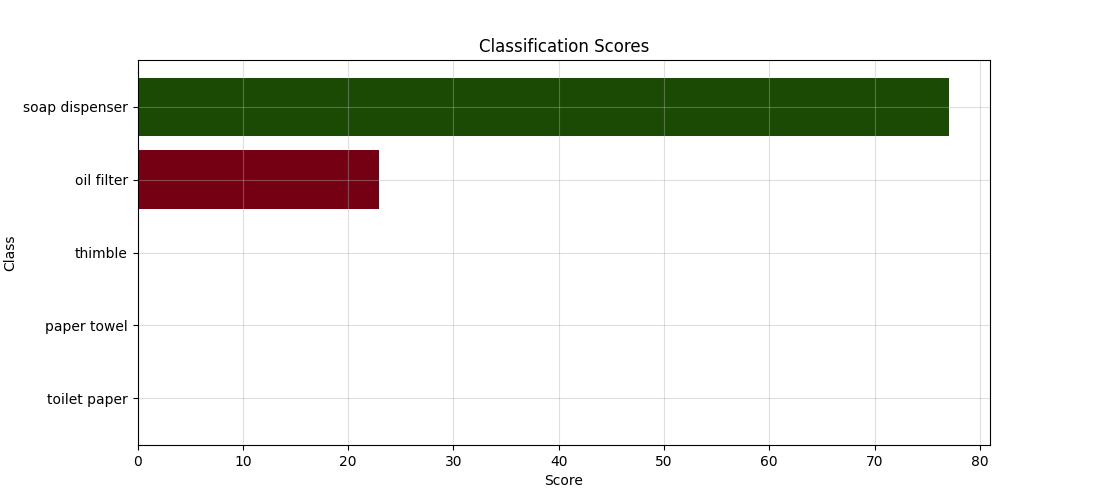 Classification Scores
Class
soap dispenser
oil filter
thimble
paper towel
toilet paper
0 10 20 30 40 50 60 70 80
Score